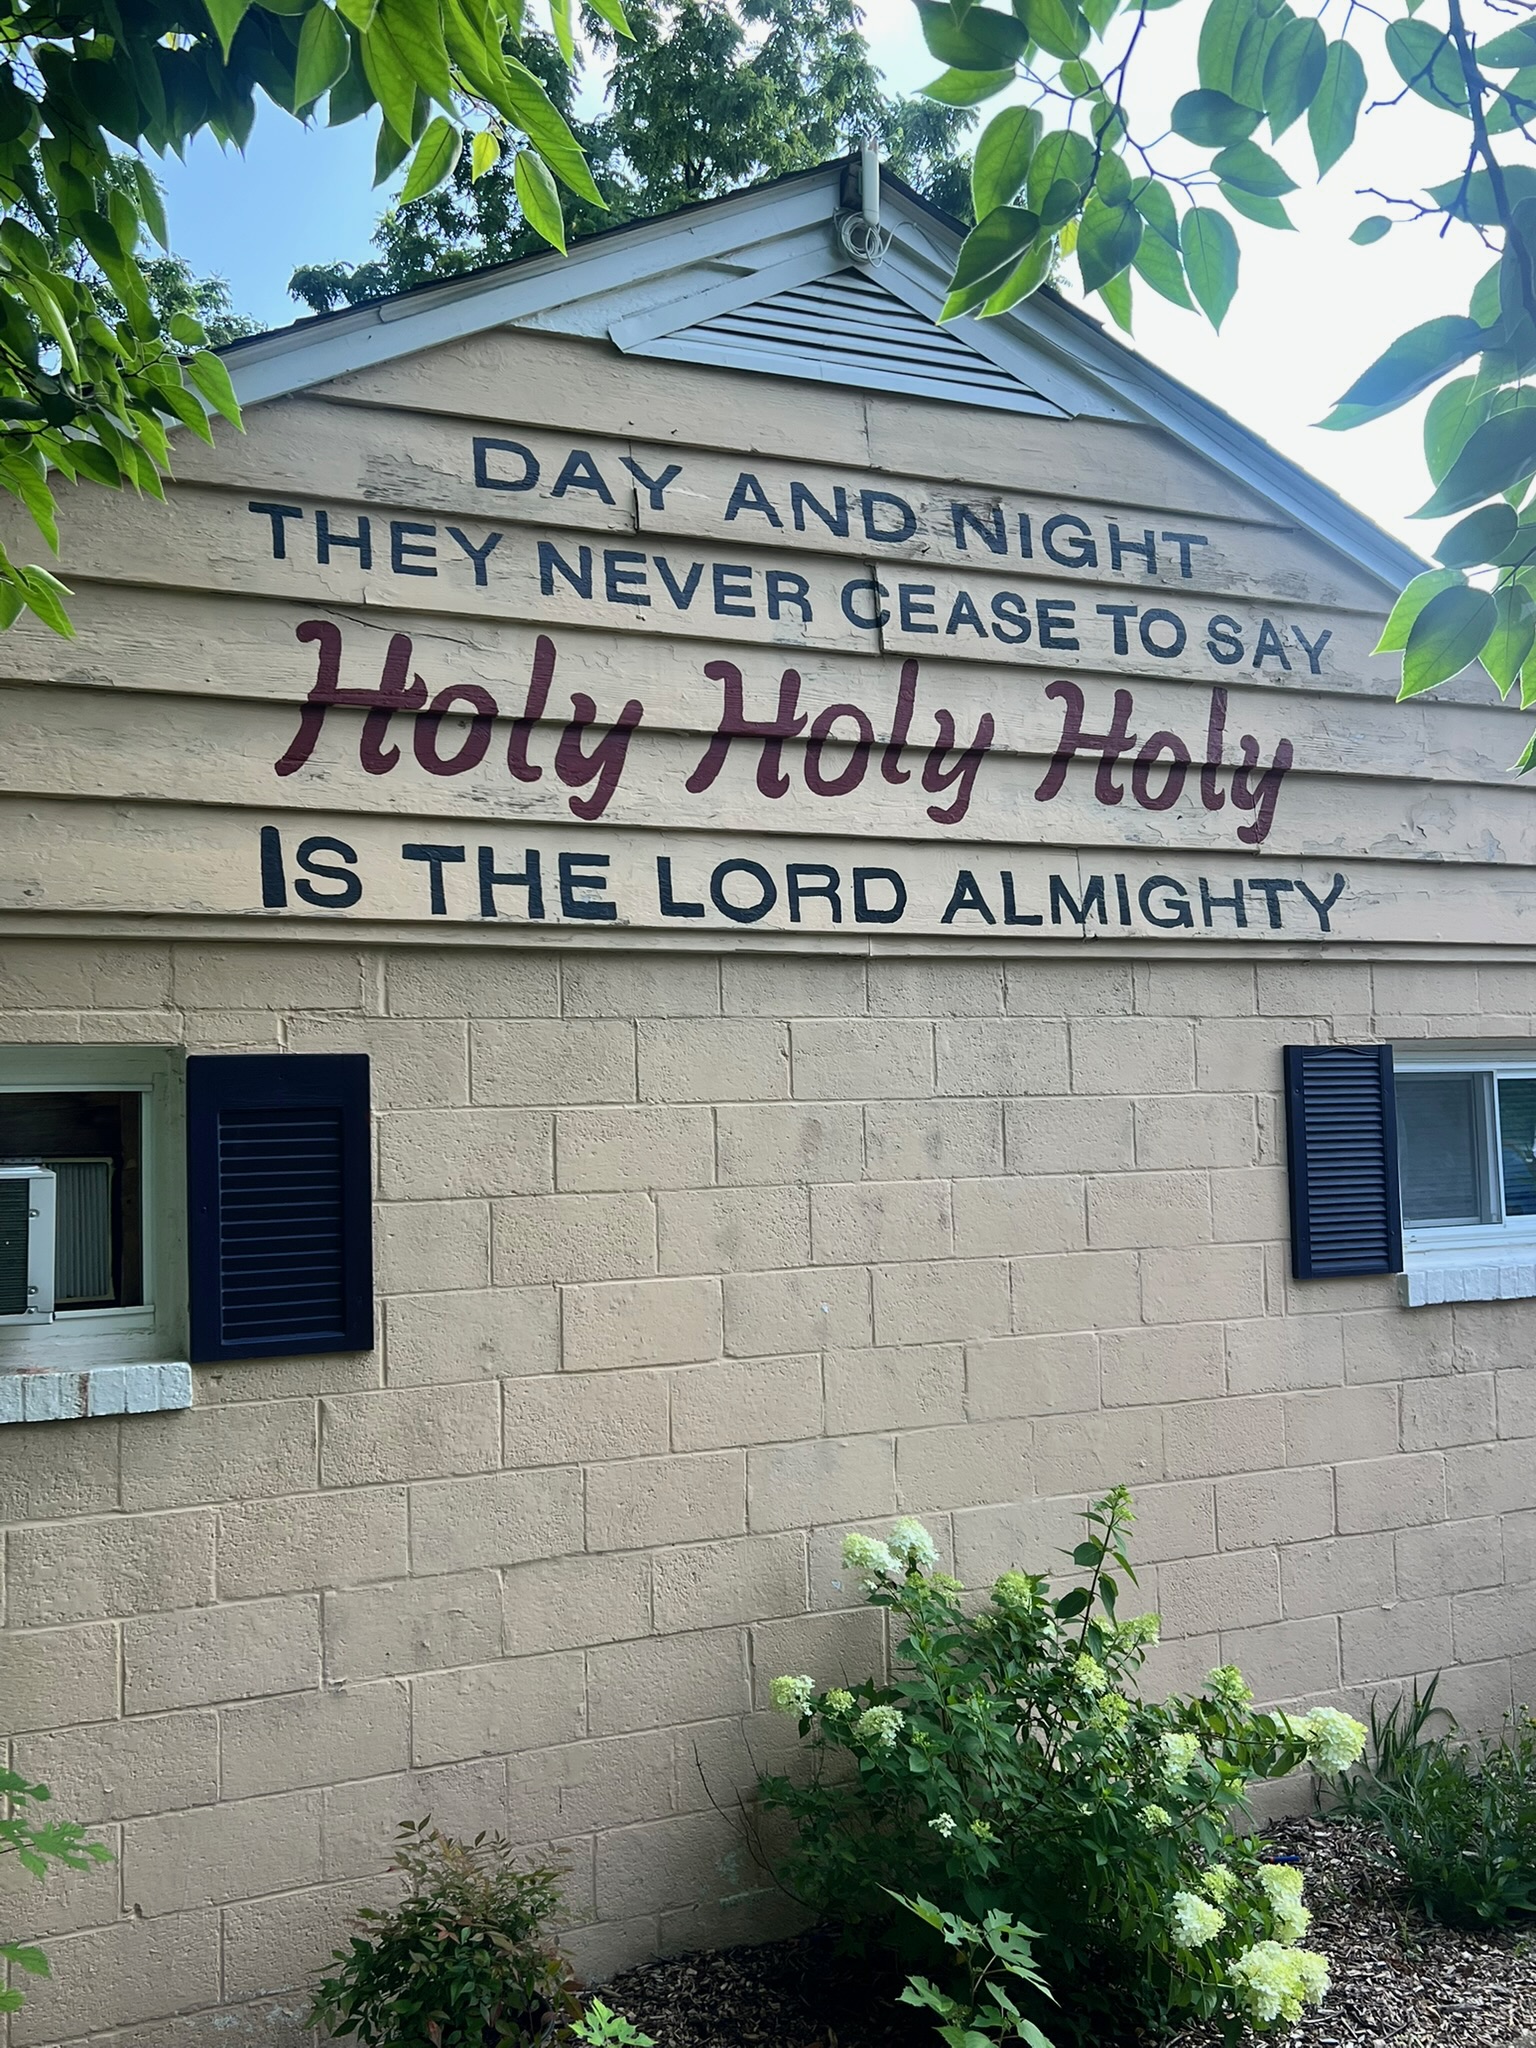 DAY AND NIGHT
THEY NEVER CEASE TO SAY
Holy Holy Holy
IS THE LORD ALMIGHTY